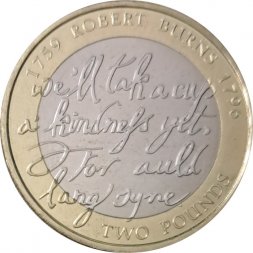 1759 ROBERT BURNS 1796
we'll tak a cup
a kindness yet,
For auld
lang syne
TWO POUNDS